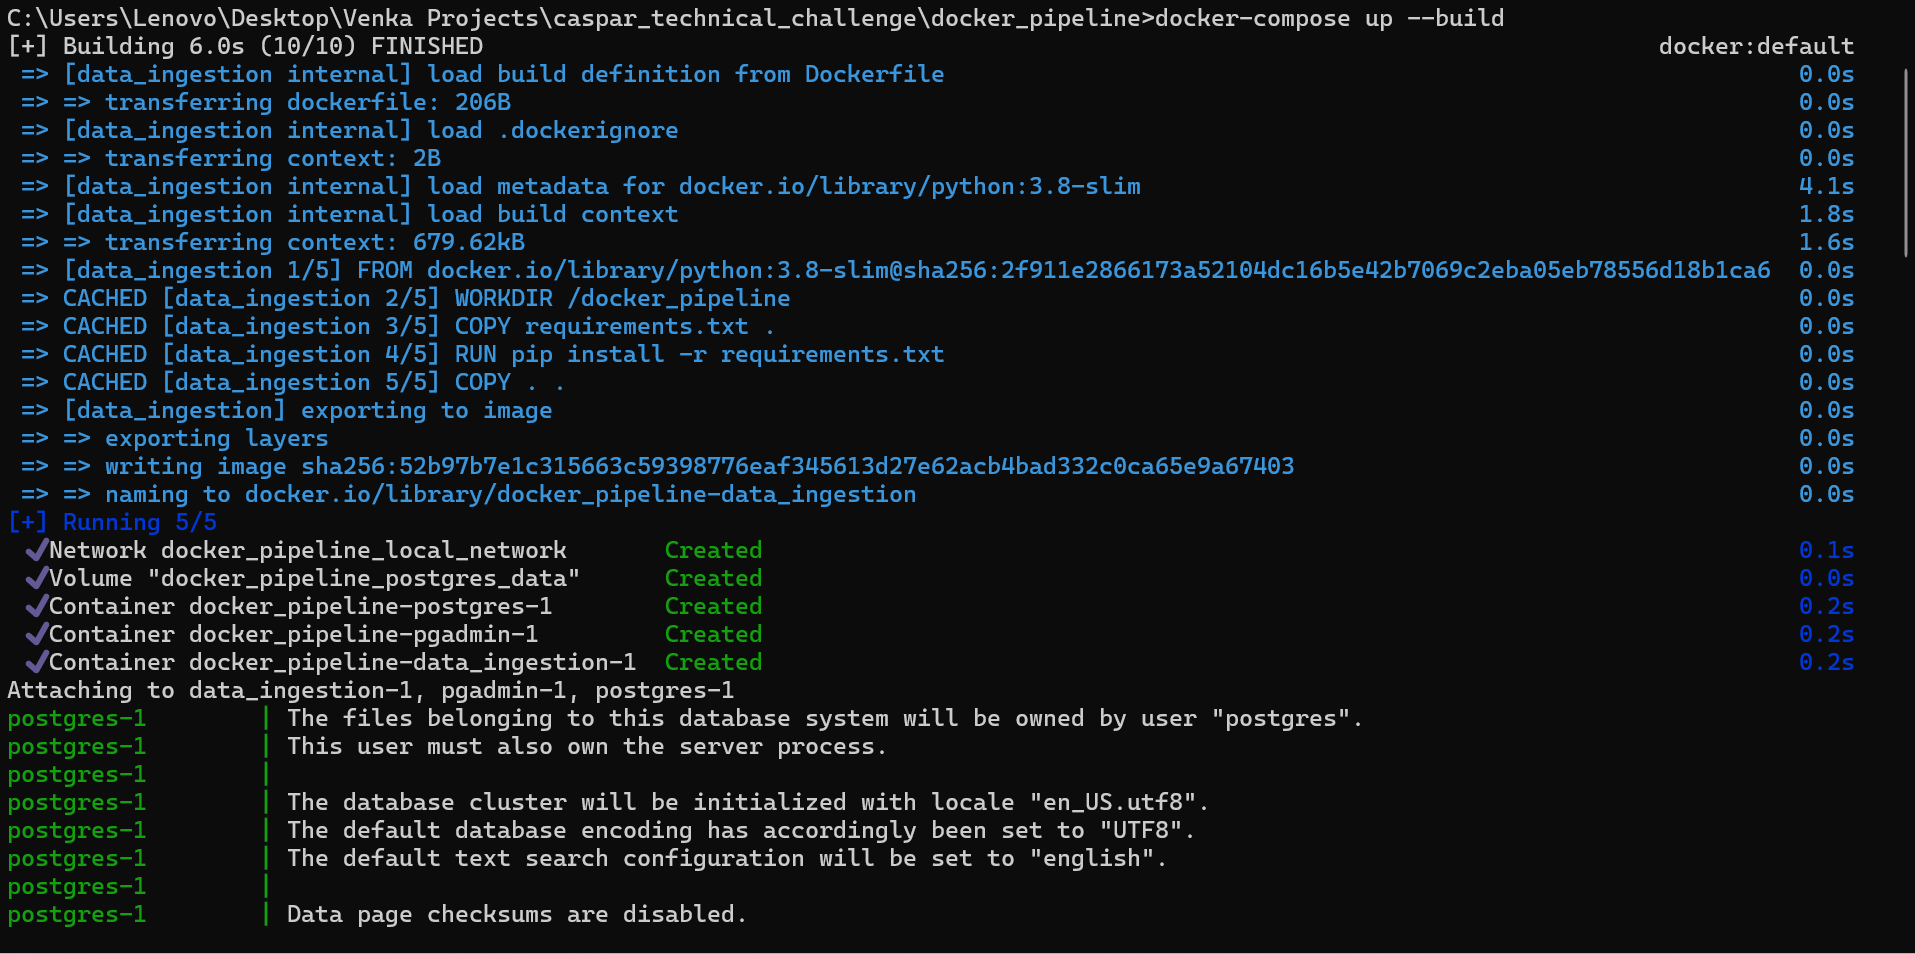 C:\Users\Lenovo\Desktop\Venka Projects\caspar_technical_challenge\docker_pipeline>docker-compose up --build
[+] Building 6.0s (10/10) FINISHED docker:default
=> [data_ingestion internal] load build definition from Dockerfile 0.0s
=> => transferring dockerfile: 206B 0.0s
=> [data_ingestion internal] load .dockerignore 0.0s
=> => transferring context: 2B 0.0s
=> [data_ingestion internal] load metadata for docker.io/library/python:3.8-slim 4.1s
=> [data_ingestion internal] load build context 1.8s
=> => transferring context: 679.62kB 1.6s
=> [data_ingestion 1/5] FROM docker.io/library/python:3.8-slim@sha256:2f911e2866173a52104dc16b5e42b7069c2eba05eb78556d18b1ca6 0.0s
=> CACHED [data_ingestion 2/5] WORKDIR /docker_pipeline 0.0s
=> CACHED [data_ingestion 3/5] COPY requirements.txt . 0.0s
=> CACHED [data_ingestion 4/5] RUN pip install -r requirements.txt 0.0s
=> CACHED [data_ingestion 5/5] COPY . . 0.0s
=> [data_ingestion] exporting to image 0.0s
=> => exporting layers 0.0s
=> => writing image sha256:52b97b7e1c315663c59398776eaf345613d27e62acb4bad332c0ca65e9a67403 0.0s
=> => naming to docker.io/library/docker_pipeline-data_ingestion 0.0s
[+] Running 5/5
✔Network docker_pipeline_local_network Created 0.1s
✔Volume "docker_pipeline_postgres_data" Created 0.0s
✔Container docker_pipeline-postgres-1 Created 0.2s
✔Container docker_pipeline-pgadmin-1 Created 0.2s
✔Container docker_pipeline-data_ingestion-1 Created 0.2s
Attaching to data_ingestion-1, pgadmin-1, postgres-1
postgres-1 | The files belonging to this database system will be owned by user "postgres".
postgres-1 | This user must also own the server process.
postgres-1 |
postgres-1 | The database cluster will be initialized with locale "en_US.utf8".
postgres-1 | The default database encoding has accordingly been set to "UTF8".
postgres-1 | The default text search configuration will be set to "english".
postgres-1 |
postgres-1 | Data page checksums are disabled.